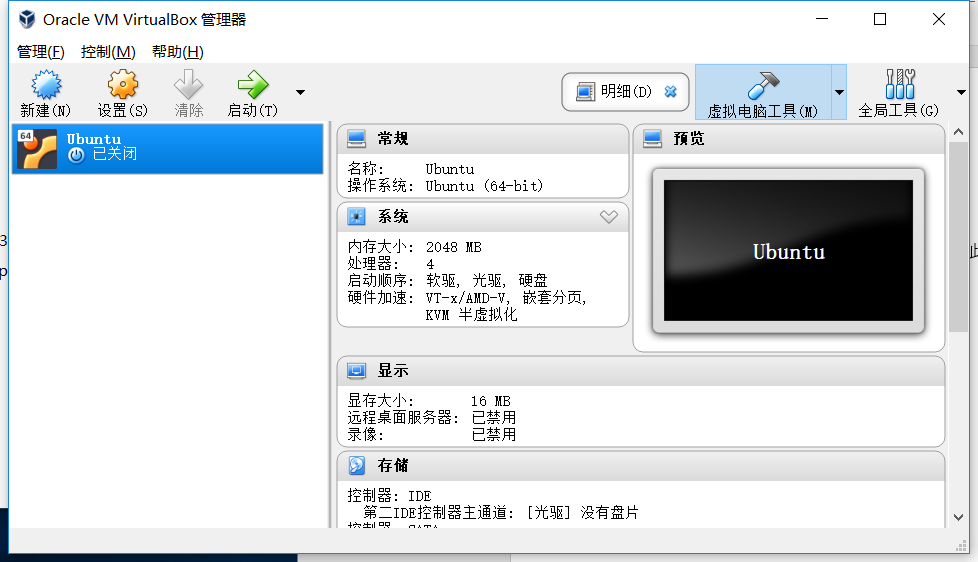 Oracle VM VirtualBox 管理器
管理(F) 控制(M) 帮助(H)
新建(N) 设置(S) 清除 启动(T) 明细(D) 虚拟电脑工具(M) 全局工具(G)
64 Ubuntu
已关闭
常规
名称: Ubuntu
操作系统: Ubuntu (64-bit)
系统
内存大小: 2048 MB
处理器: 4
启动顺序: 软驱, 光驱, 硬盘
硬件加速: VT-x/AMD-V, 嵌套分页,
KVM 半虚拟化
预览
Ubuntu
显示
显存大小: 16 MB
远程桌面服务器: 已禁用
录像: 已禁用
存储
控制器: IDE
第二IDE控制器主通道: [光驱] 没有盘片